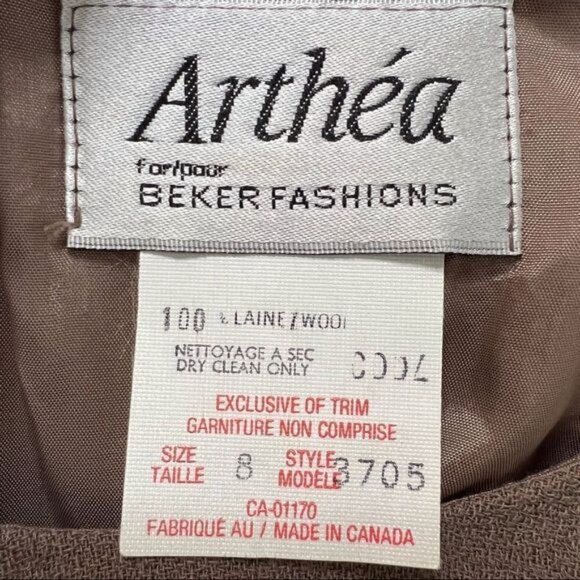 Arthéa
for/pour
BEKER FASHIONS
100 % LAINE/WOOL
NETTOYAGE A SEC
DRY CLEAN ONLY
EXCLUSIVE OF TRIM
GARNITURE NON COMPRISE
SIZE
TAILLE 8
STYLE
MODÈLE 3705
CA-01170
FABRIQUÉ AU / MADE IN CANADA